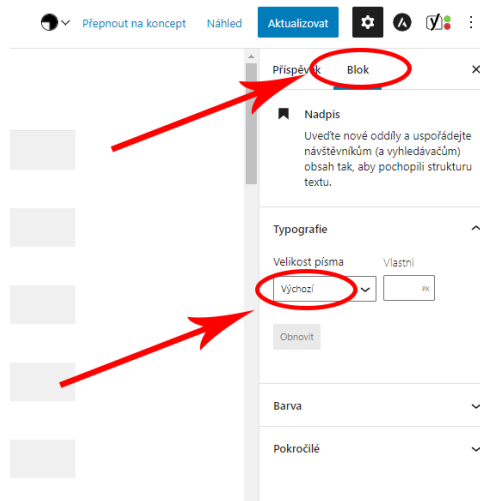 Přepnout na koncept Náhled Aktualizovat
Příspěvek Blok
Nadpis
Uveďte nové oddíly a uspořádejte
návštěvníkům (a vyhledávačům)
obsah tak, aby pochopili strukturu
textu.
Typografie
Velikost písma Vlastní
Výchozí PX
Obnovit
Barva
Pokročilé